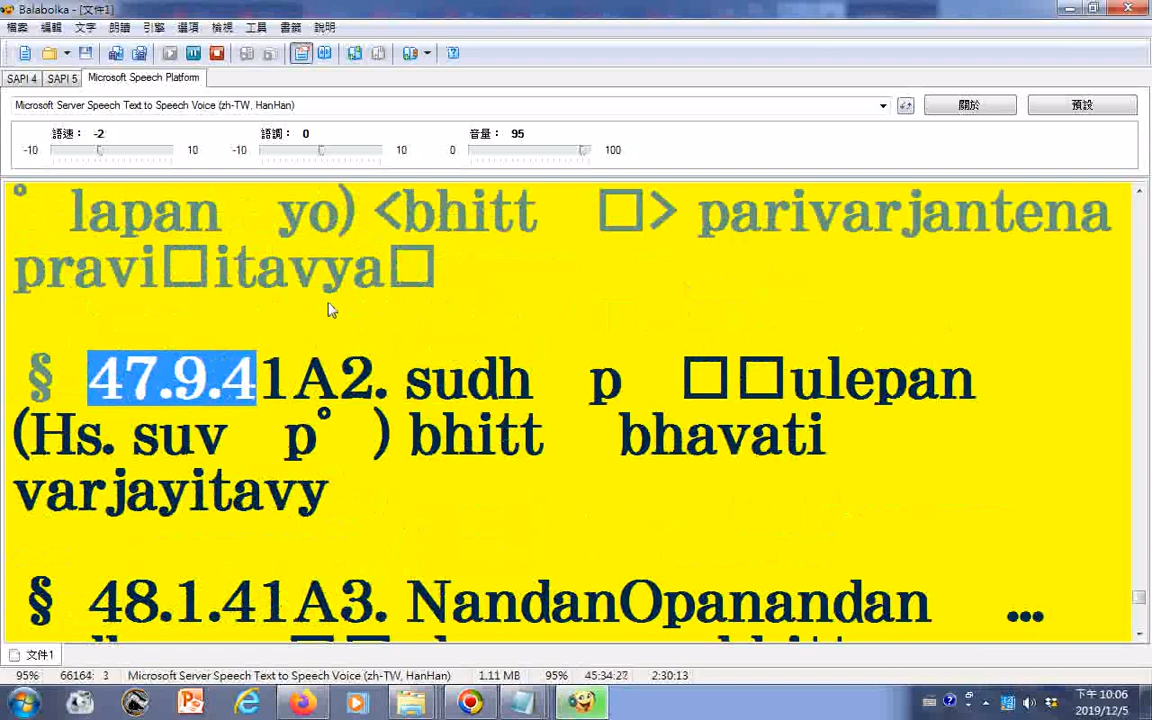 Balabolka - [文件1]
檔案 編輯 文字 朗讀 引擎 選項 檢視 工具 書籤 說明
SAPI 4 SAPI 5 Microsoft Speech Platform
Microsoft Server Speech Text to Speech Voice (zh-TW, HanHan) 關於 預設
語速： -2 語調： 0 音量： 95
-10 10 -10 10 0 100
° lapan yo) <bhitt □> parivarjantena
pravi□itavya□
§ 47.9.41A2. sudh p □□ulepan
(Hs. suv p° ) bhitt bhavati
varjayitavy
§ 48.1.41A3. NandanOpanandan ...
文件1
95% 66164: 3 Microsoft Server Speech Text to Speech Voice (zh-TW, HanHan) 1.11 MB 95% 45:34:27 2:30:13
下午 10:06
2019/12/5